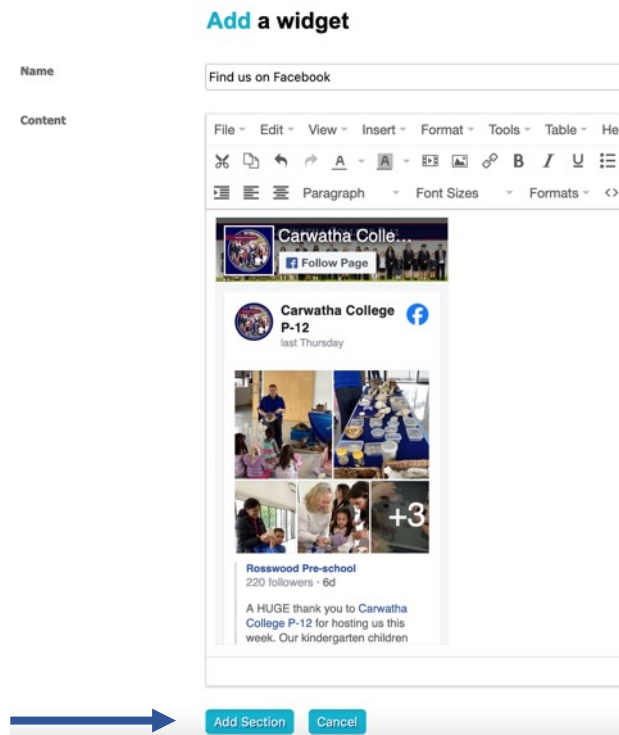 Add a widget
Name
Find us on Facebook
Content
File Edit View Insert Format Tools Table He
A A B I U
Paragraph Font Sizes Formats <>
Carwatha Colle...
Follow Page
Carwatha College
P-12
last Thursday
+3
Rosswood Pre-school
220 followers · 6d
A HUGE thank you to Carwatha
College P-12 for hosting us this
week. Our kindergarten children
Add Section Cancel